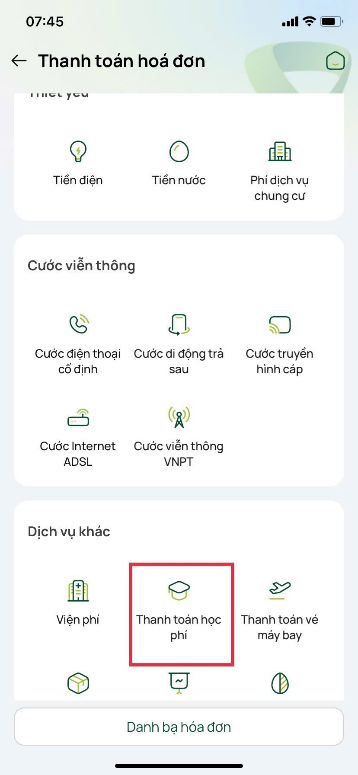 07:45
Thanh toán hoá đơn
Thiết yếu
Tiền điện
Tiền nước
Phí dịch vụ
chung cư
Cước viễn thông
Cước điện thoại
cố định
Cước di động trả
sau
Cước truyền
hình cáp
Cước Internet
ADSL
Cước viễn thông
VNPT
Dịch vụ khác
Viện phí
Thanh toán học
phí
Thanh toán vé
máy bay
Danh bạ hóa đơn